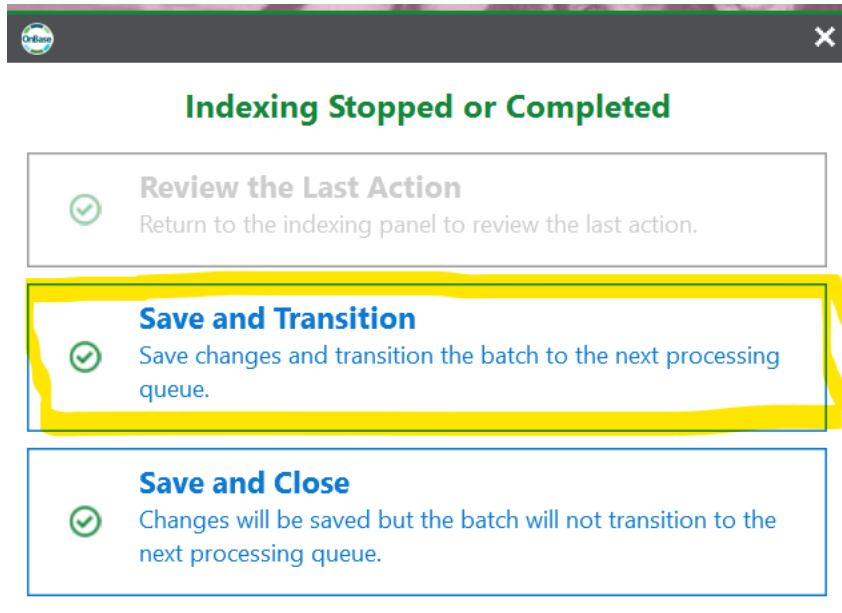 OnBase
Indexing Stopped or Completed
Review the Last Action
Return to the indexing panel to review the last action.
Save and Transition
Save changes and transition the batch to the next processing
queue.
Save and Close
Changes will be saved but the batch will not transition to the
next processing queue.